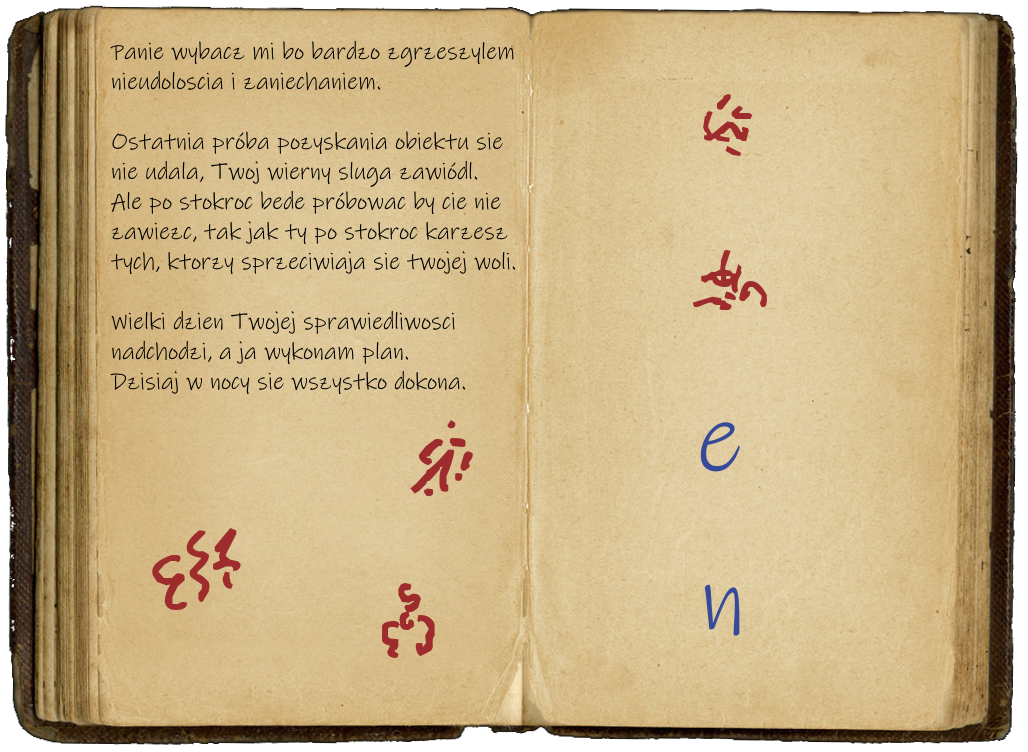 Panie wybacz mi bo bardzo zgrzeszylem
nieudoloscia i zaniechaniem.
Ostatnia próba pozyskania obiektu sie
nie udala, Twoj wierny sluga zawiódl.
Ale po stokroc bede próbowac by cie nie
zawiezc, tak jak ty po stokroc karzesz
tych, ktorzy sprzeciwiaja sie twojej woli.
Wielki dzien Twojej sprawiedliwosci
nadchodzi, a ja wykonam plan.
Dzisiaj w nocy sie wszystko dokona.
e
n